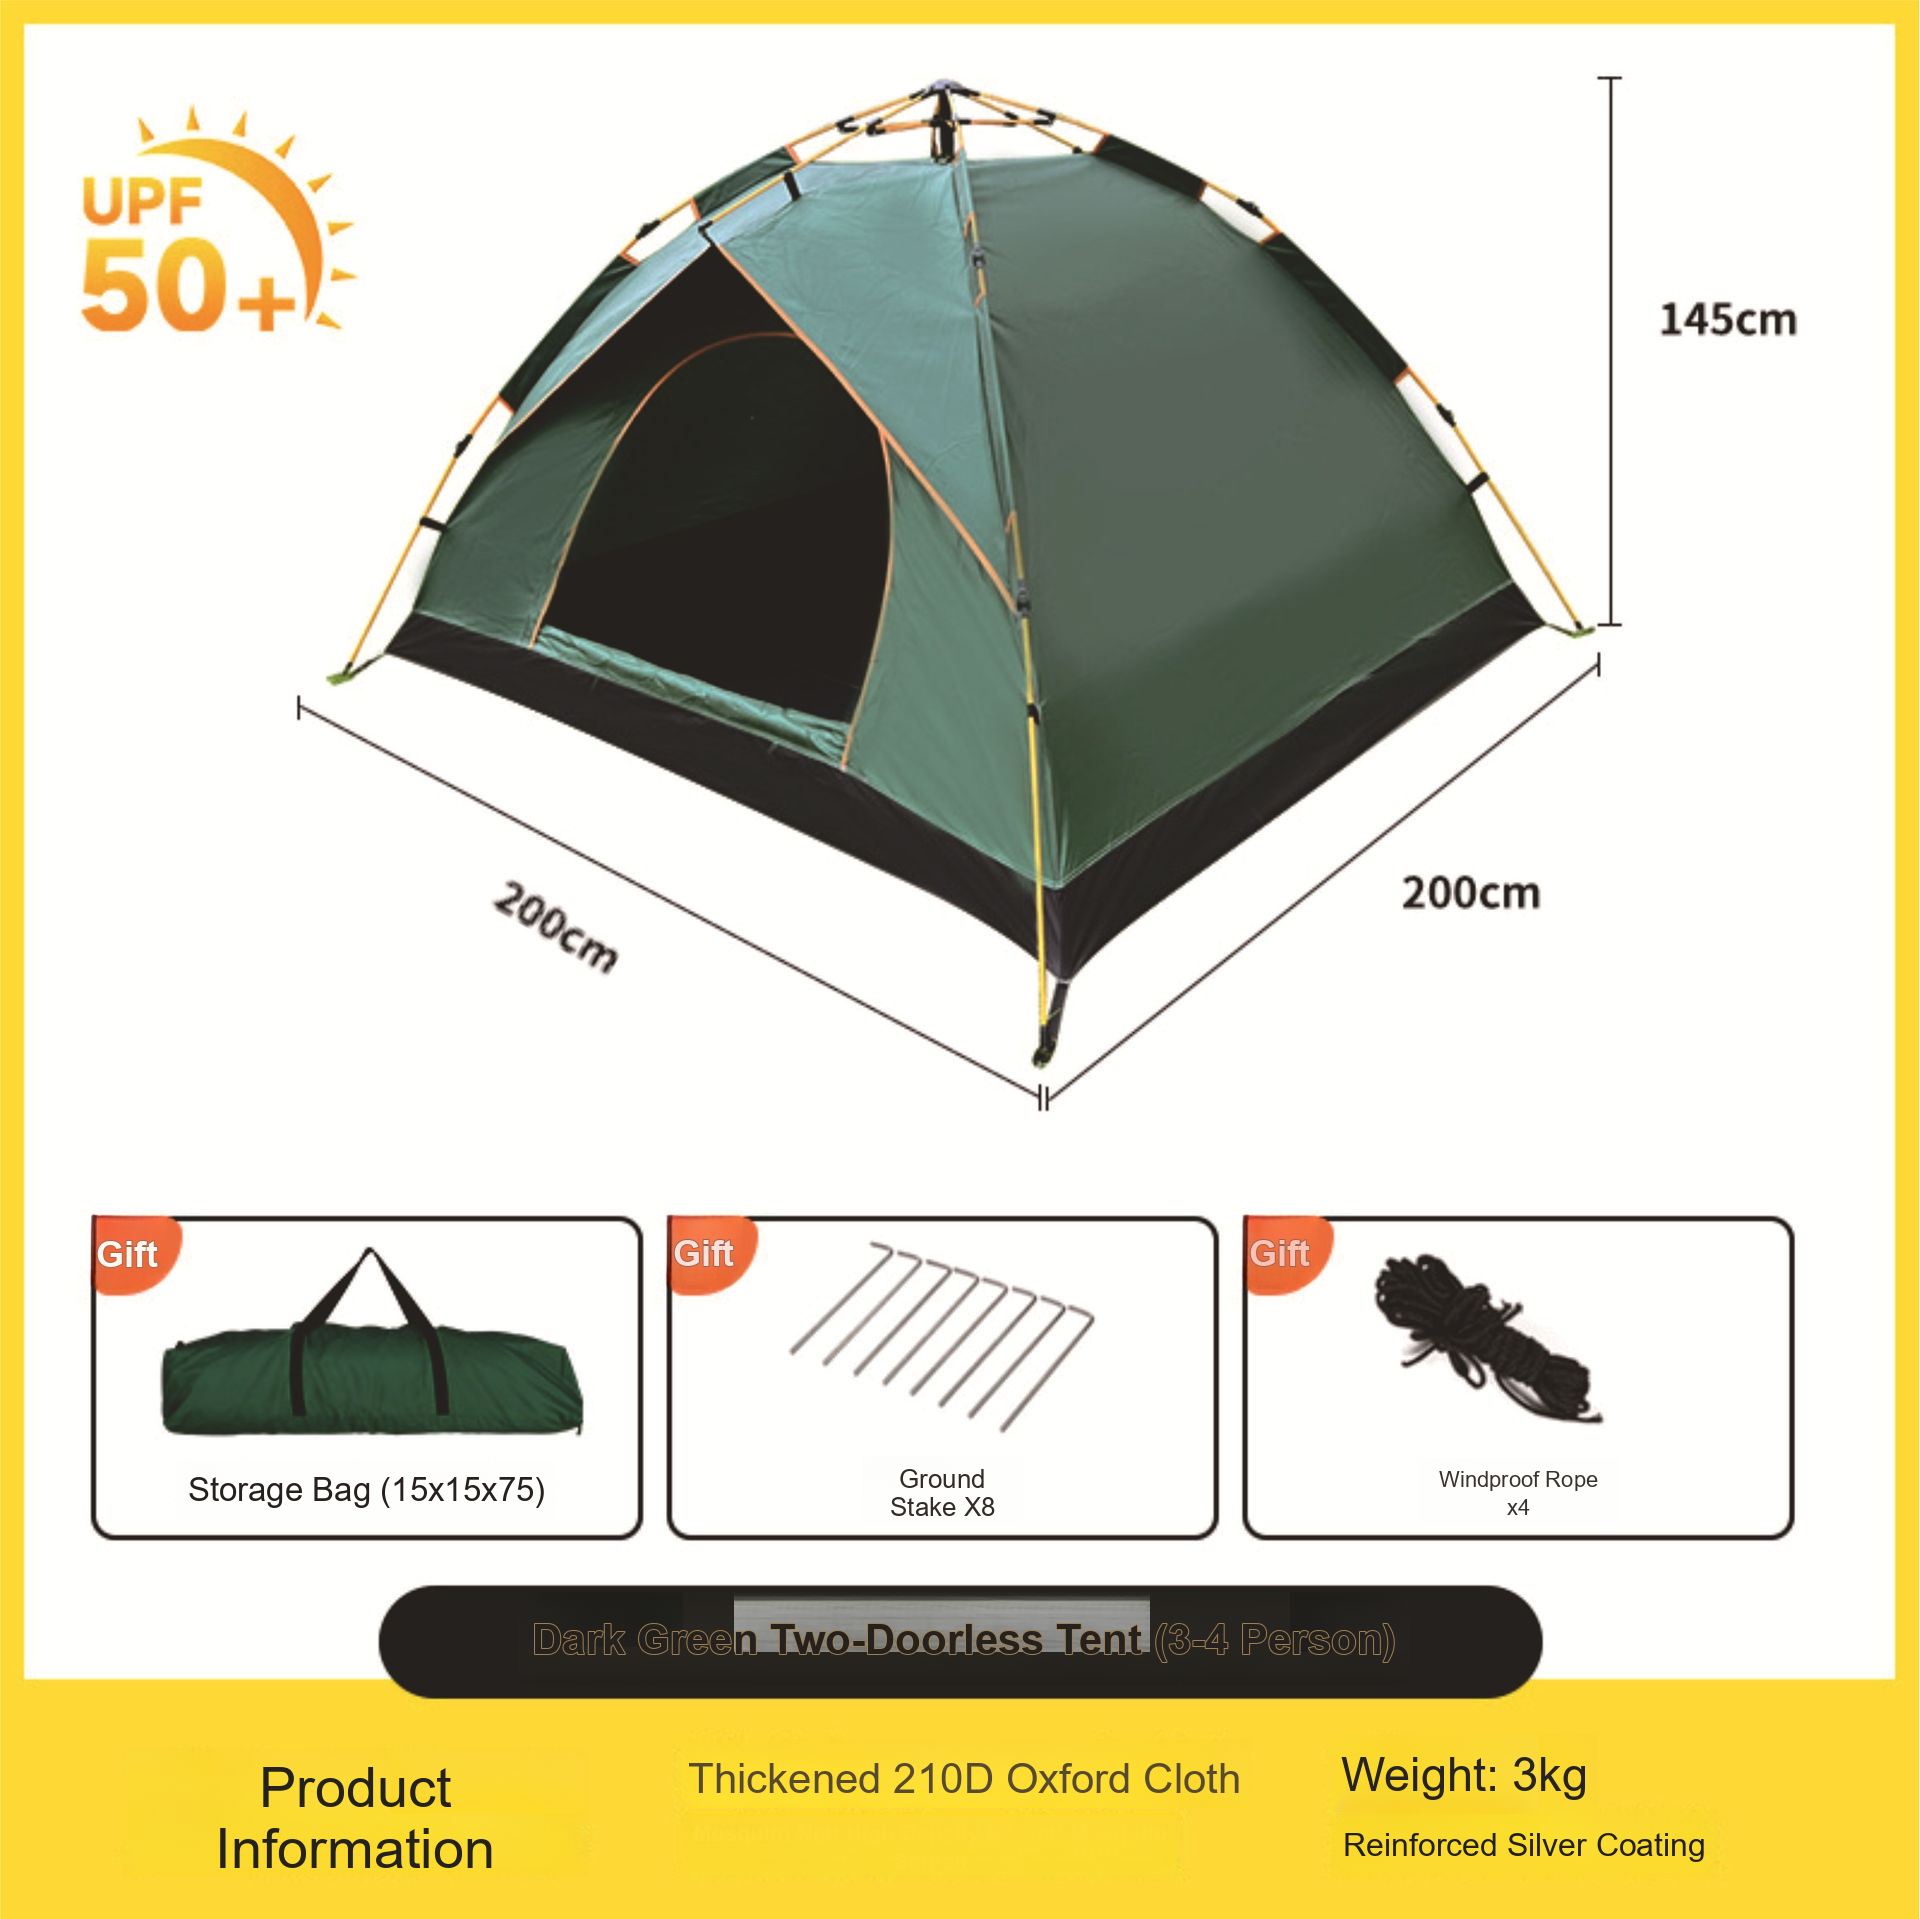 UPF
50+
145cm
200cm
200cm
Gift
Gift
Gift
Storage Bag (15x15x75)
Ground
Stake X8
Windproof Rope
x4
Dark Green Two-Doorless Tent (3-4 Person)
Product
Information
Thickened 210D Oxford Cloth
Weight: 3kg
Reinforced Silver Coating